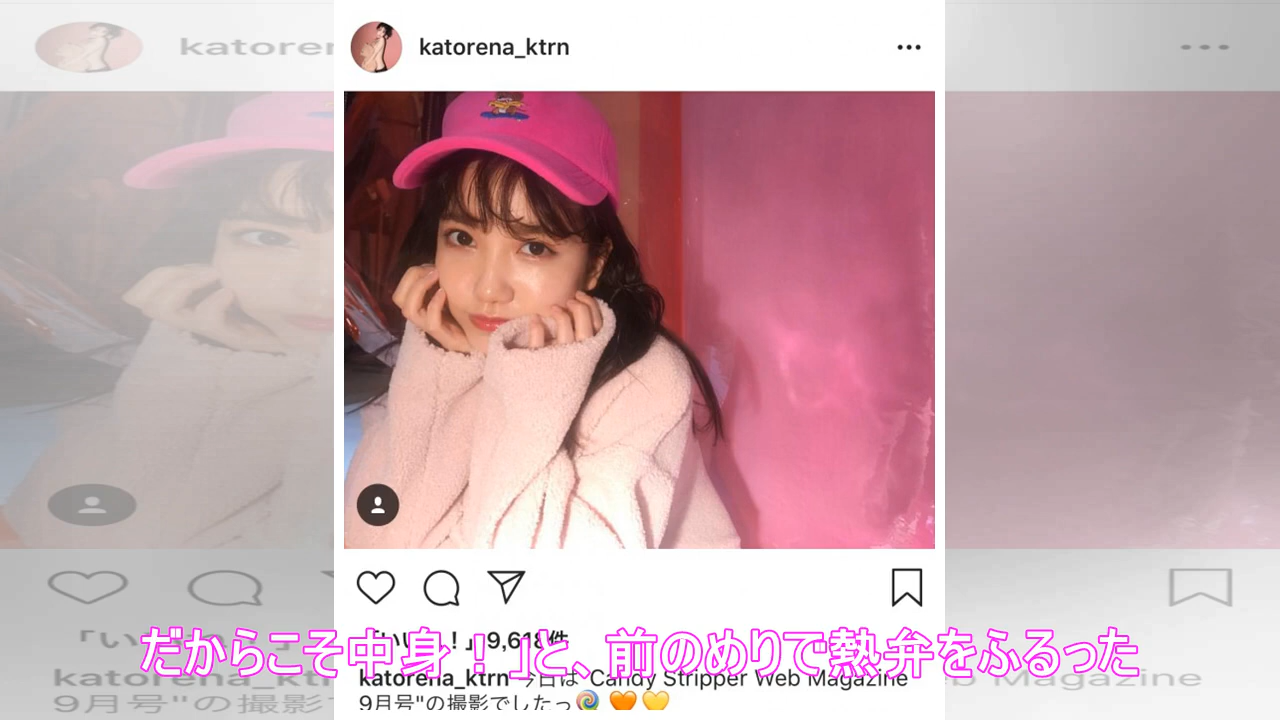 katorena_ktrn
「いいね！」9,618件
だからこそ中身！」と、前のめりで熱弁をふるった
katorena_ktrn 今日は"Candy Stripper Web Magazine
9月号"の撮影でしたっ🍭🧡💛